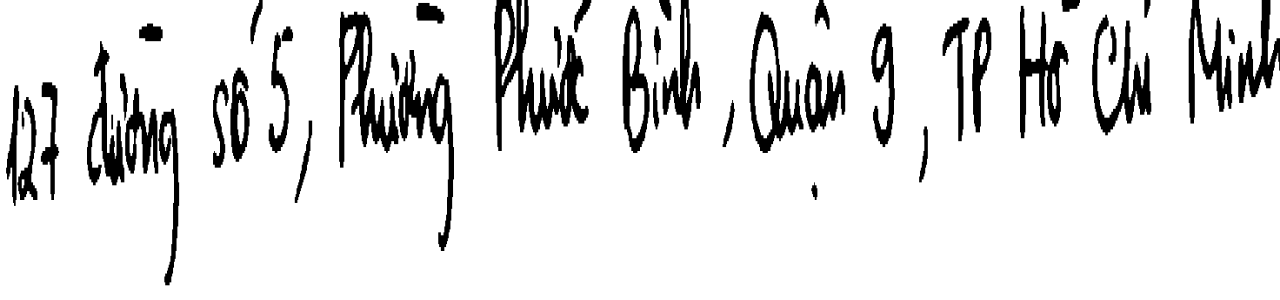 127 đường số 5, Phường Phước Bình, Quận 9, TP Hồ Chí Minh